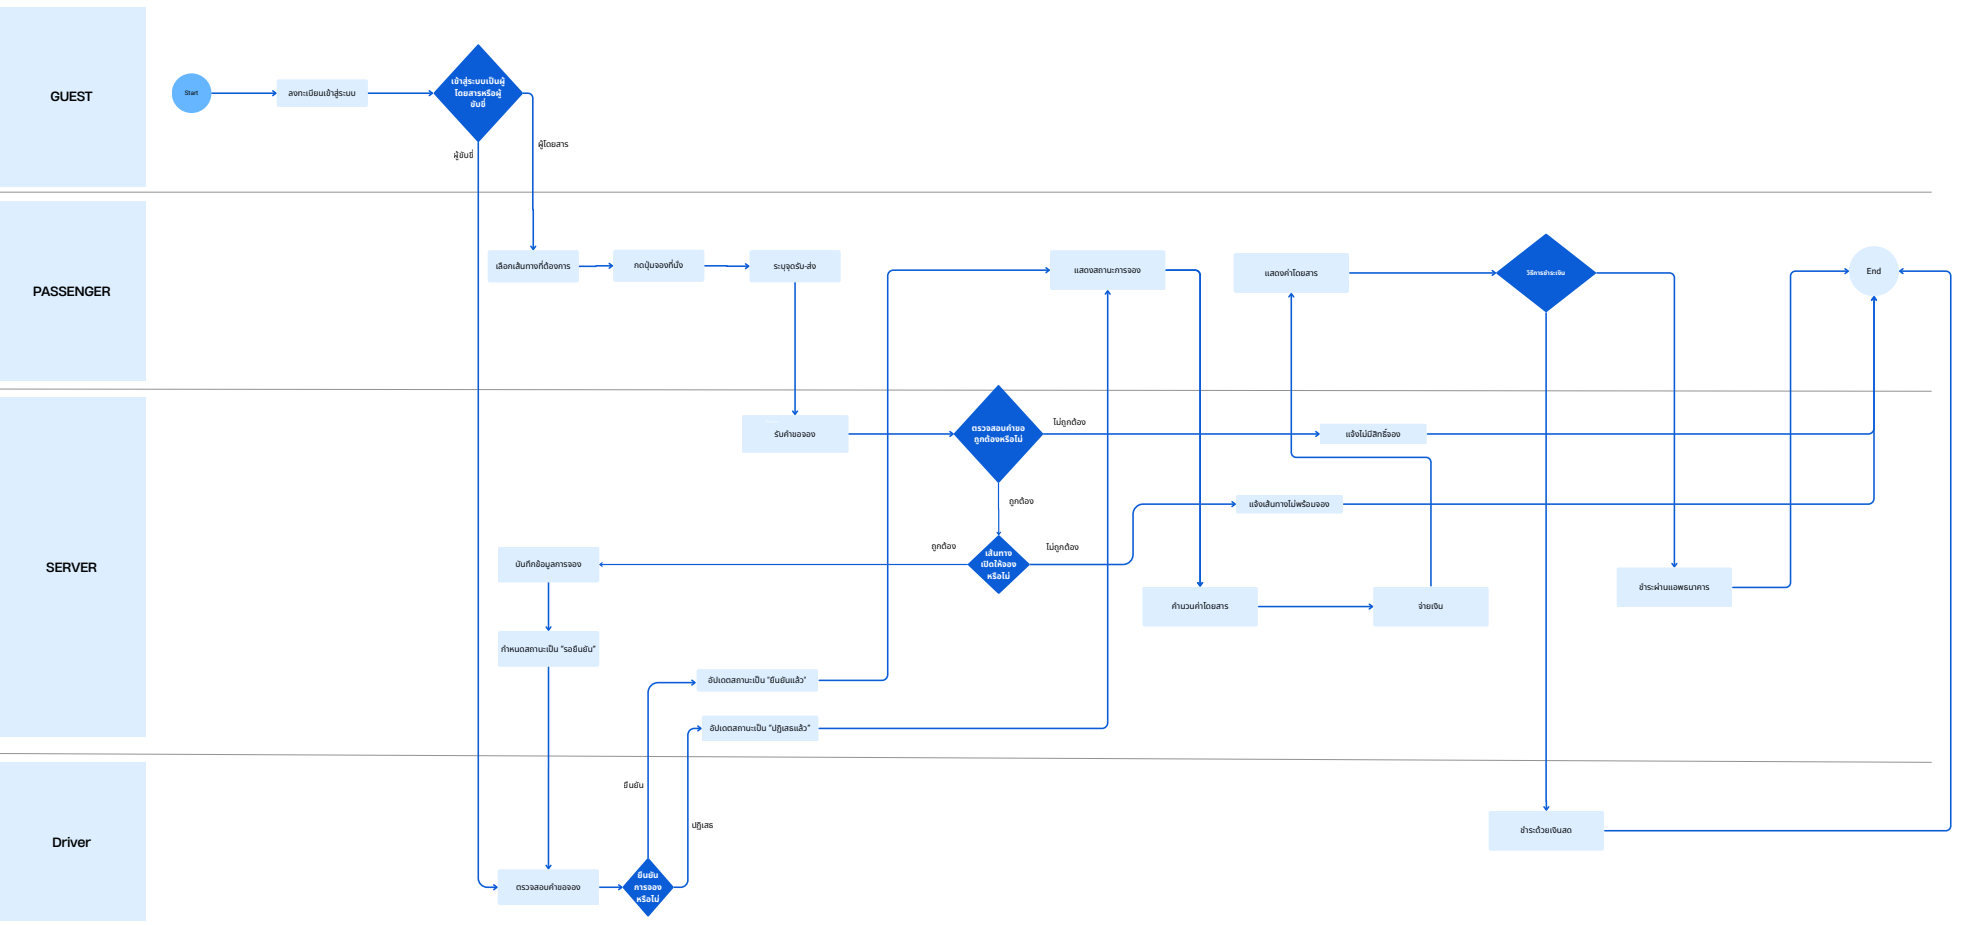 GUEST
Start
ลงทะเบียนเข้าสู่ระบบ
เข้าสู่ระบบเป็นผู้
โดยสารหรือผู้
ขับขี่
ผู้ขับขี่
ผู้โดยสาร
PASSENGER
เลือกเส้นทางที่ต้องการ
กดปุ่มจองที่นั่ง
ระบุจุดรับ-ส่ง
แสดงสถานะการจอง
แสดงค่าโดยสาร
วิธีการชำระเงิน
End
SERVER
รับคำขอจอง
ตรวจสอบคำขอ
ถูกต้องหรือไม่
ไม่ถูกต้อง
แจ้งไม่มีสิทธิ์จอง
ถูกต้อง
แจ้งเส้นทางไม่พร้อมจอง
ถูกต้อง
เส้นทาง
เปิดให้จอง
หรือไม่
ไม่ถูกต้อง
บันทึกข้อมูลการจอง
คำนวนค่าโดยสาร
จ่ายเงิน
ชำระผ่านแอพธนาคาร
กำหนดสถานะเป็น "รอยืนยัน"
อัปเดตสถานะเป็น "ยืนยันแล้ว"
อัปเดตสถานะเป็น "ปฏิเสธแล้ว"
Driver
ยืนยัน
ปฏิเสธ
ชำระด้วยเงินสด
ตรวจสอบคำขอจอง
ยืนยัน
การจอง
หรือไม่